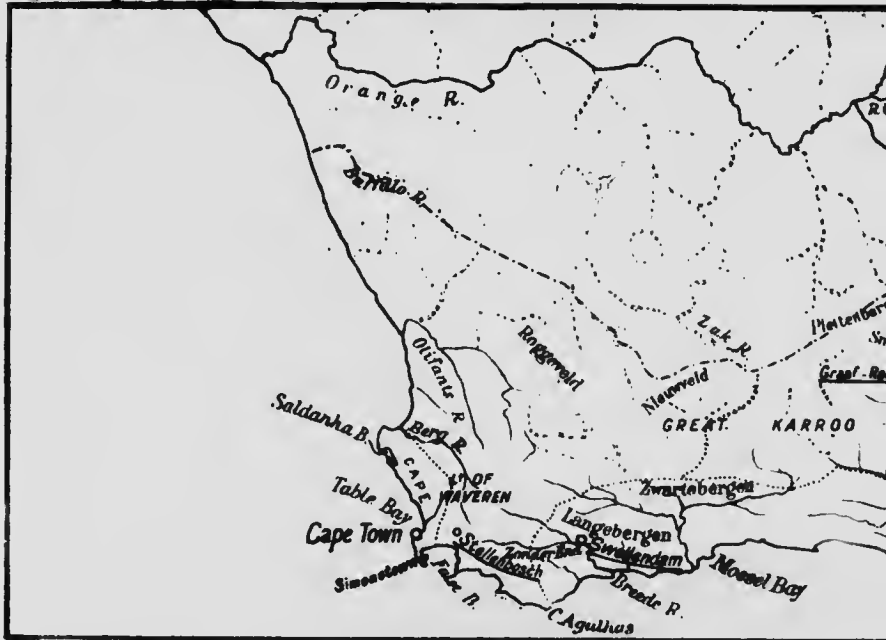 Orange R.
Buffalo R.
Zak R.
Roggeveld
Olifants R
Nieuwveld
GREAT KARROO
Saldanha B.
Berg R.
CAPE
Lᵈ OF
WAVEREN
Zwartebergen
Table Bay
Langebergen
Cape Town
Stellenbosch
Swellendam
Mossel Bay
Simonstown
False B.
Breede R.
C. Agulhas